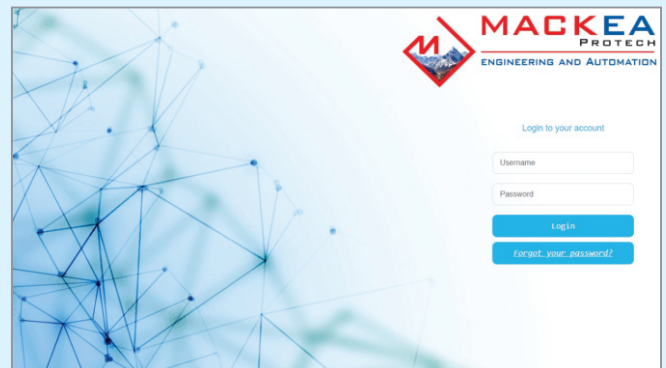 MACKEA
PROTECH
ENGINEERING AND AUTOMATION
Login to your account
Username
Password
Login
Forgot your password?